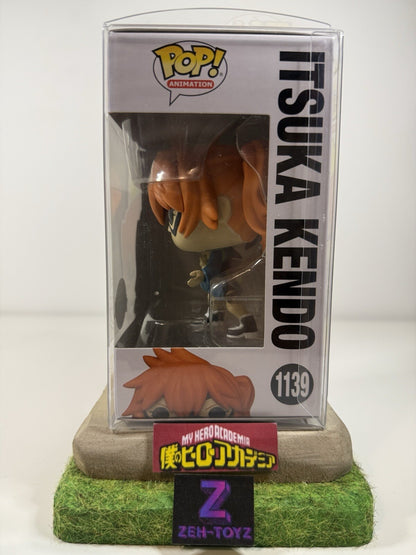 POP!
ANIMATION
ITSUKA KENDO
1139
MY HERO ACADEMIA
僕のヒーローアカデミア
Z
ZEH-TOYZ